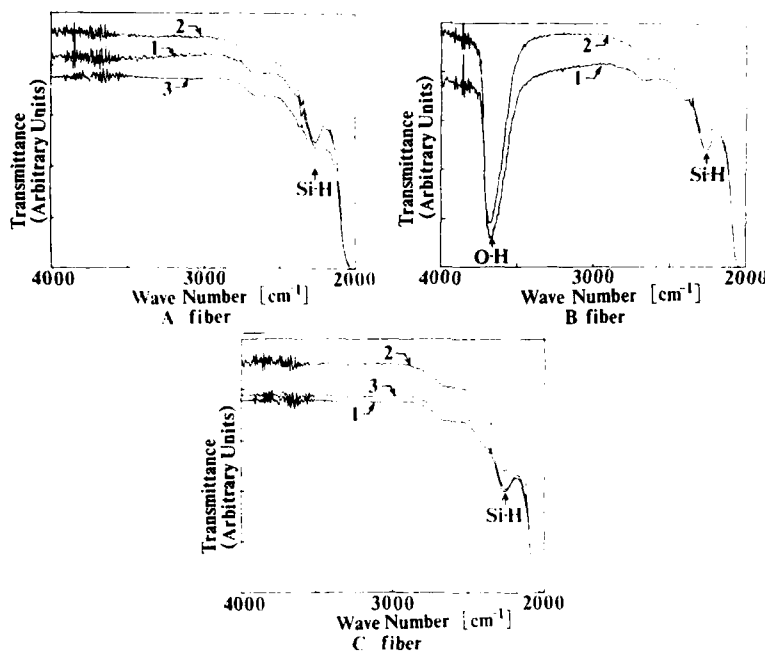 Transmittance
(Arbitrary Units)
2
1
3
Si-H
4000
3000
2000
Wave Number [cm⁻¹]
A fiber
Transmittance
(Arbitrary Units)
2
1
Si-H
O-H
4000
3000
2000
Wave Number [cm⁻¹]
B fiber
Transmittance
(Arbitrary Units)
2
3
1
Si-H
4000
3000
2000
Wave Number [cm⁻¹]
C fiber